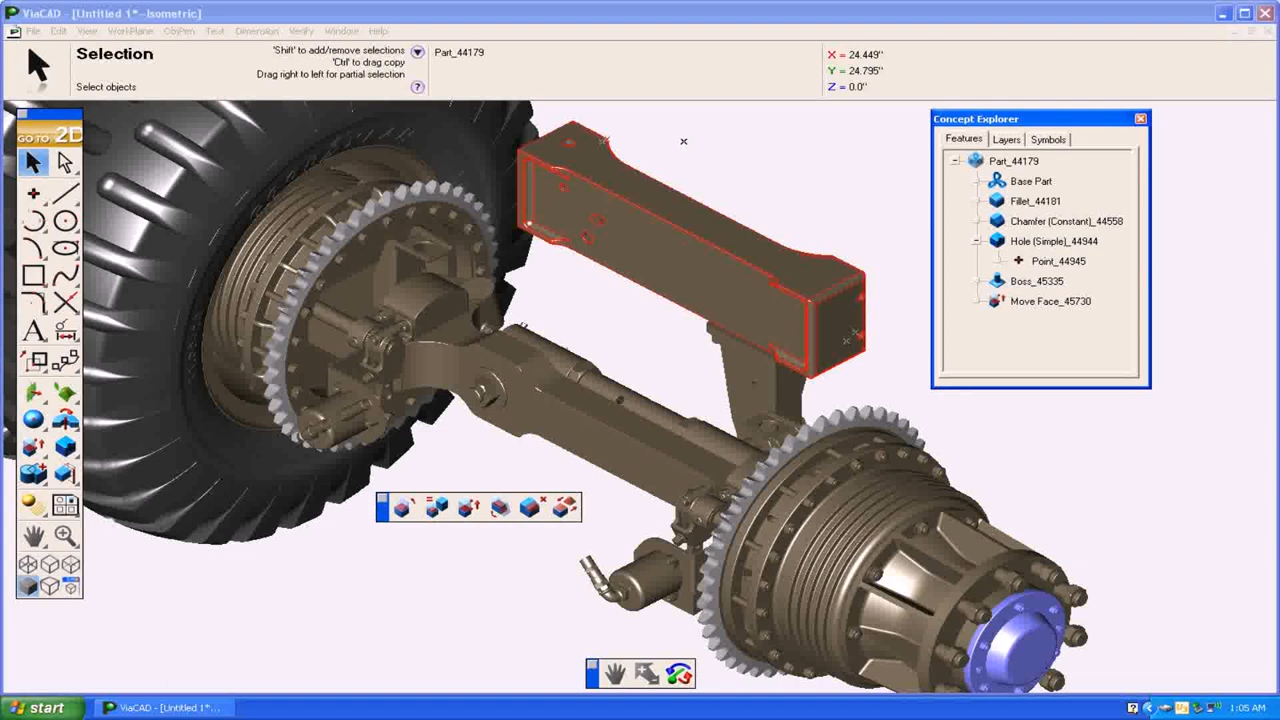 ViaCAD - [Untitled 1*-Isometric]
File Edit View WorkPlane ObjPen Text Dimension Verify Window Help
Selection
Select objects
'Shift' to add/remove selections
'Ctrl' to drag copy
Drag right to left for partial selection
?
Part_44179
X = 24.449"
Y = 24.795"
Z = 0.0"
GO TO 2D
A
Concept Explorer
Features Layers Symbols
Part_44179
Base Part
Fillet_44181
Chamfer (Constant)_44558
Hole (Simple)_44944
Point_44945
Boss_45335
Move Face_45730
start
ViaCAD - [Untitled 1*...
1:05 AM